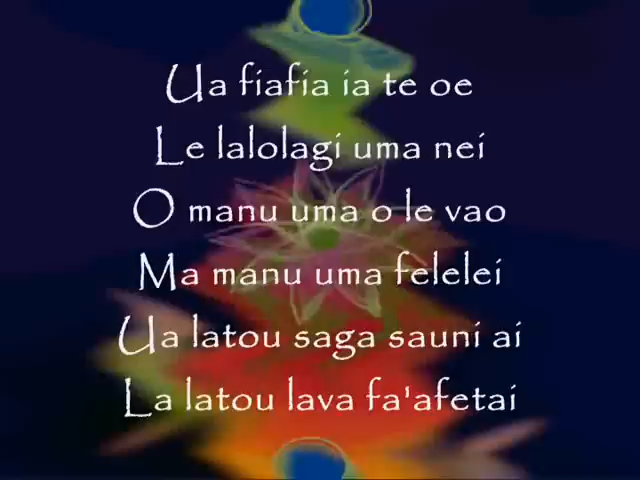 Ua fiafia ia te oe
Le lalolagi uma nei
O manu uma o le vao
Ma manu uma felelei
Ua latou saga sauni ai
La latou lava fa'afetai